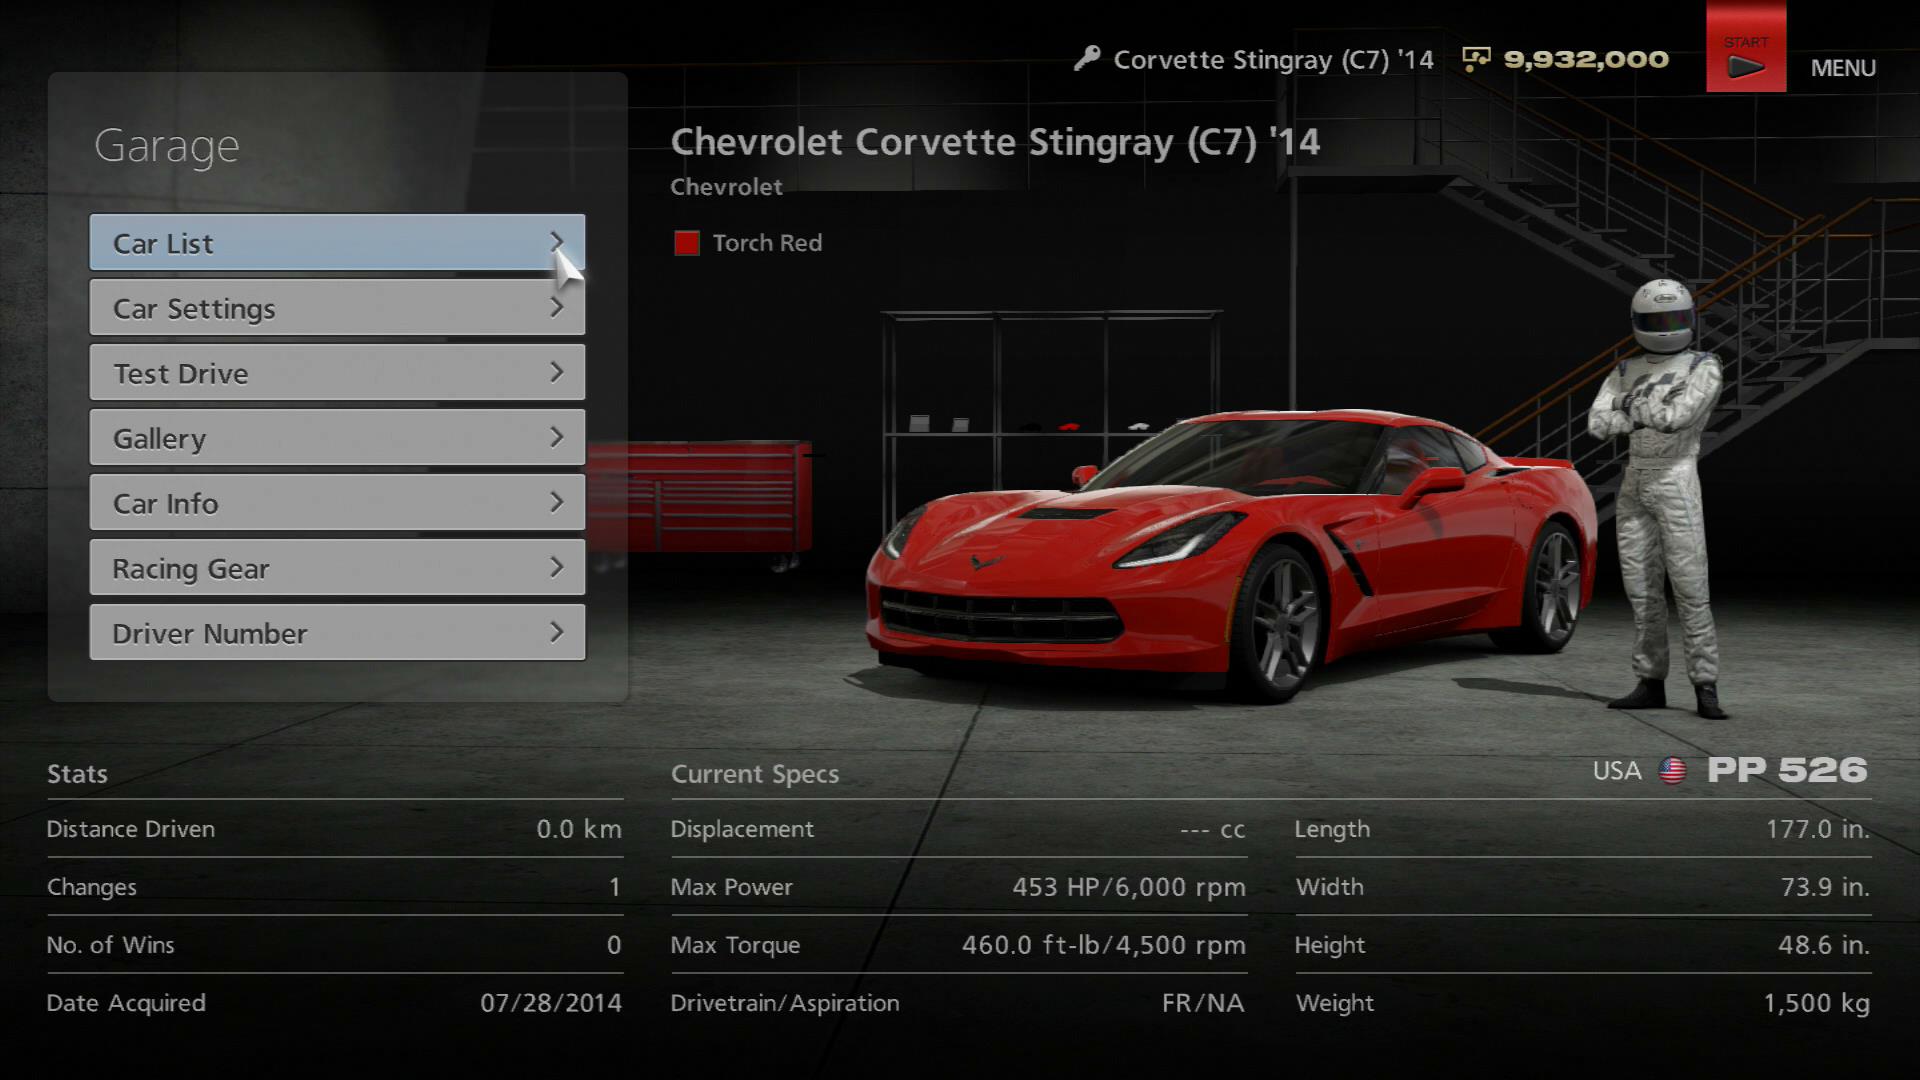 Corvette Stingray (C7) '14
9,932,000
START
MENU
Garage
Car List
Car Settings
Test Drive
Gallery
Car Info
Racing Gear
Driver Number
Chevrolet Corvette Stingray (C7) '14
Chevrolet
Torch Red
Stats
Distance Driven 0.0 km
Changes 1
No. of Wins 0
Date Acquired 07/28/2014
Current Specs
Displacement --- cc
Max Power 453 HP/6,000 rpm
Max Torque 460.0 ft-lb/4,500 rpm
Drivetrain/Aspiration FR/NA
USA PP 526
Length 177.0 in.
Width 73.9 in.
Height 48.6 in.
Weight 1,500 kg